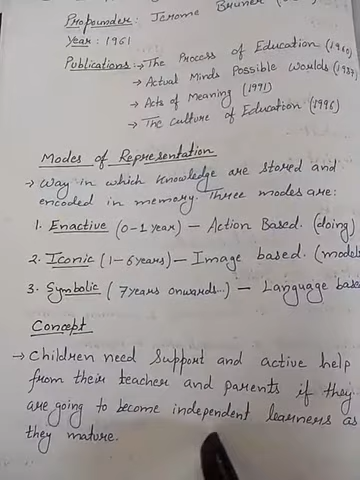 Propounder: Jerome Bruner
Year: 1961
Publications: → The Process of Education (1960)
→ Actual Minds Possible Worlds (1987)
→ Acts of Meaning (1991)
→ The Culture of Education (1996)
Modes of Representation
→ Way in which knowledge are stored and
encoded in memory. Three modes are:
1. Enactive (0-1 year) – Action Based. (doing)
2. Iconic (1-6 years) – Image based. (model
3. Symbolic (7 years onwards...) – Language base
Concept
→ Children need support and active help
from their teacher and parents if they
are going to become independent learners as
they mature.